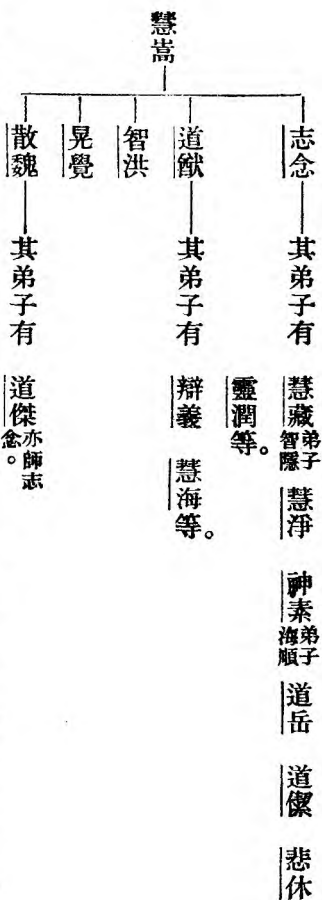 慧嵩
志念　其弟子有　慧藏弟子智隱　慧淨　神素弟子海順　道岳　道傑　悲休
靈潤等。
道猷　其弟子有　辯義　慧海等。
智洪
晃覺
散魏　其弟子有　道傑亦師志念。